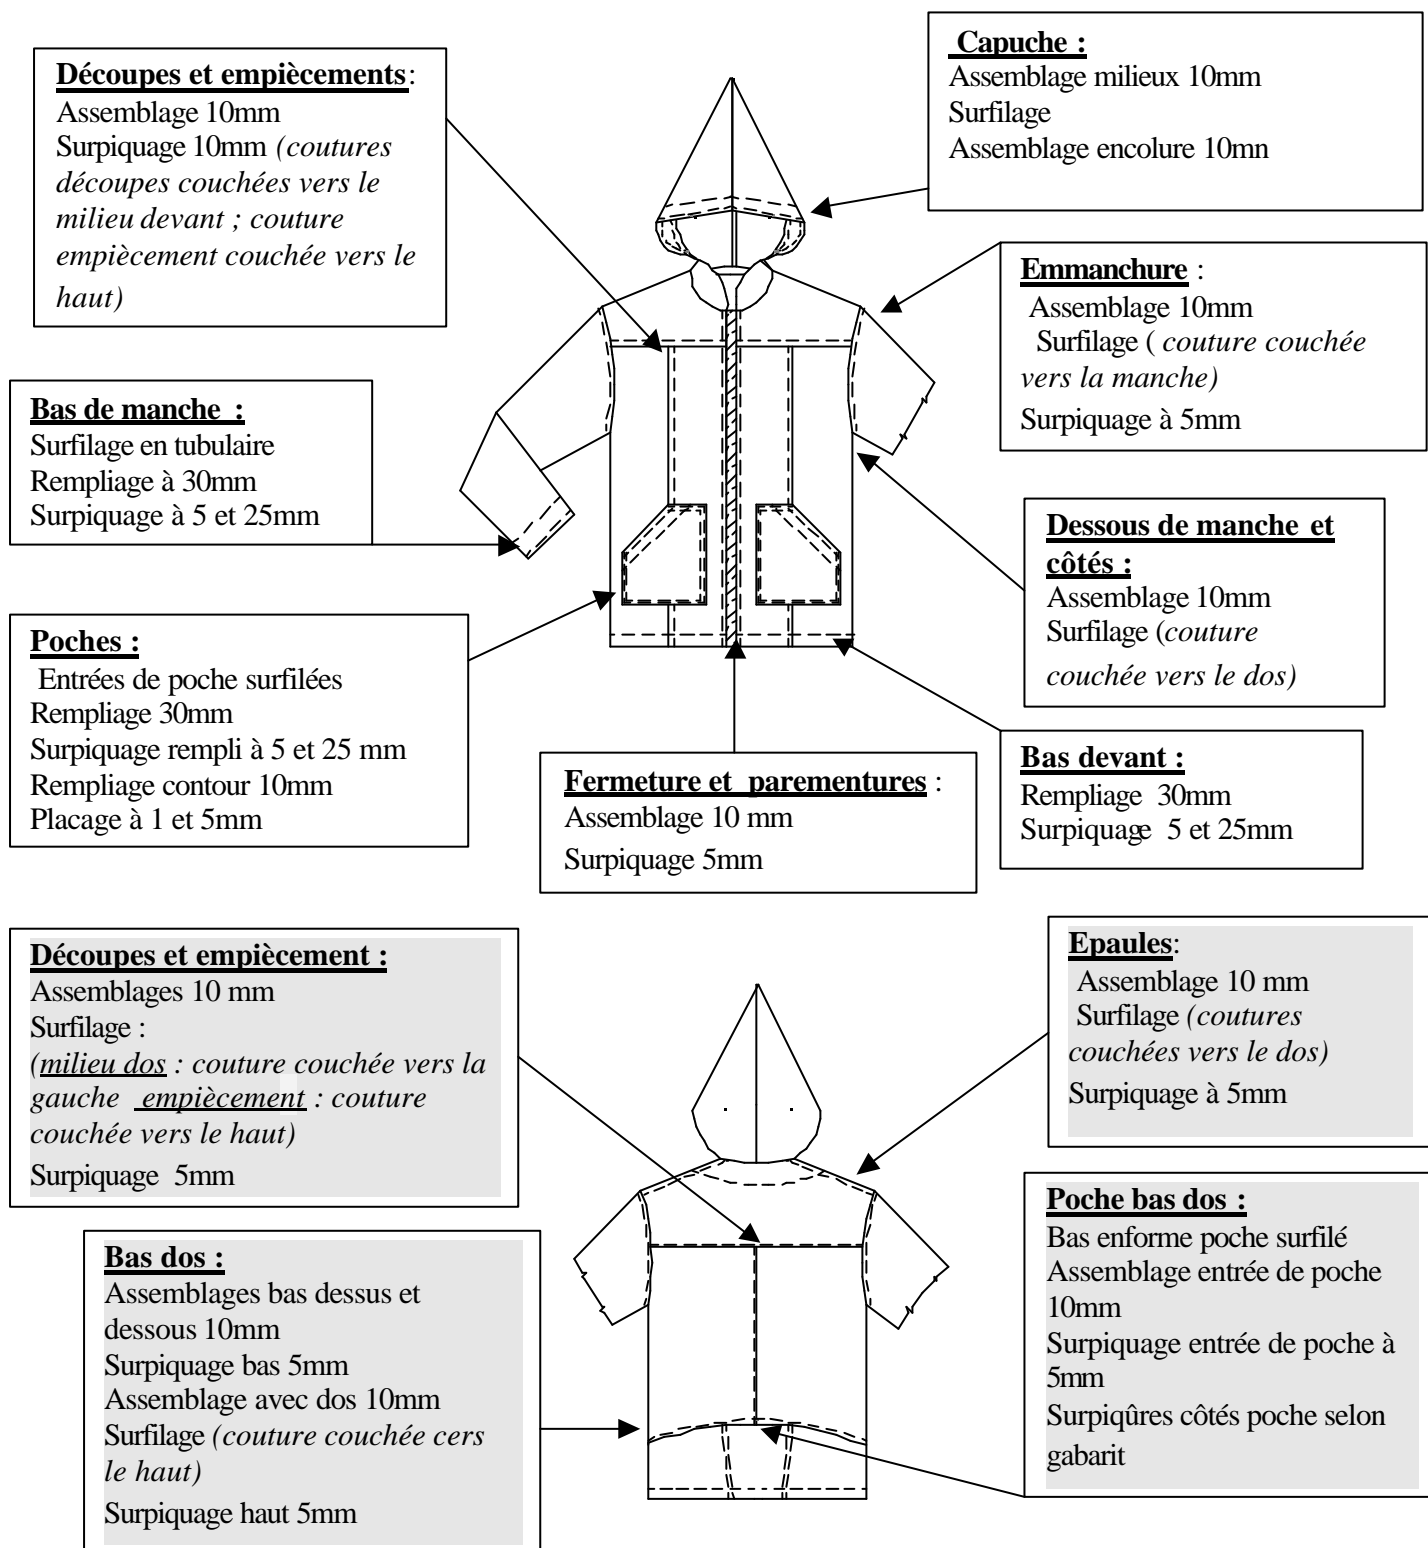 Découpes et empiècements:
Assemblage 10mm
Surpiquage 10mm (coutures
découpes couchées vers le
milieu devant ; couture
empiècement couchée vers le
haut)
Capuche :
Assemblage milieux 10mm
Surfilage
Assemblage encolure 10mn
Emmanchure :
Assemblage 10mm
Surfilage ( couture couchée
vers la manche)
Surpiquage à 5mm
Bas de manche :
Surfilage en tubulaire
Rempliage à 30mm
Surpiquage à 5 et 25mm
Dessous de manche et
côtés :
Assemblage 10mm
Surfilage (couture
couchée vers le dos)
Poches :
Entrées de poche surfilées
Rempliage 30mm
Surpiquage rempli à 5 et 25 mm
Rempliage contour 10mm
Placage à 1 et 5mm
Fermeture et parementures :
Assemblage 10 mm
Surpiquage 5mm
Bas devant :
Rempliage 30mm
Surpiquage 5 et 25mm
Découpes et empiècement :
Assemblages 10 mm
Surfilage :
(milieu dos : couture couchée vers la
gauche empiècement : couture
couchée vers le haut)
Surpiquage 5mm
Epaules:
Assemblage 10 mm
Surfilage (coutures
couchées vers le dos)
Surpiquage à 5mm
Bas dos :
Assemblages bas dessus et
dessous 10mm
Surpiquage bas 5mm
Assemblage avec dos 10mm
Surfilage (couture couchée cers
le haut)
Surpiquage haut 5mm
Poche bas dos :
Bas enforme poche surfilé
Assemblage entrée de poche
10mm
Surpiquage entrée de poche à
5mm
Surpiqûres côtés poche selon
gabarit